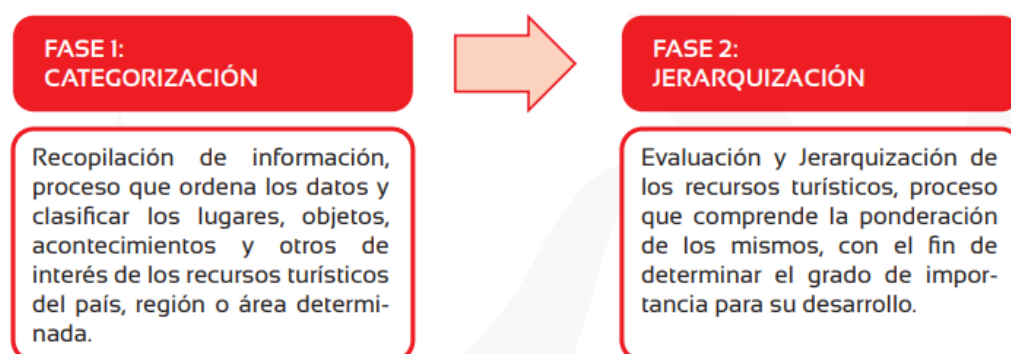 FASE 1:
CATEGORIZACIÓN
Recopilación de información,
proceso que ordena los datos y
clasificar los lugares, objetos,
acontecimientos y otros de
interés de los recursos turísticos
del país, región o área determi-
nada.
FASE 2:
JERARQUIZACIÓN
Evaluación y Jerarquización de
los recursos turísticos, proceso
que comprende la ponderación
de los mismos, con el fin de
determinar el grado de impor-
tancia para su desarrollo.